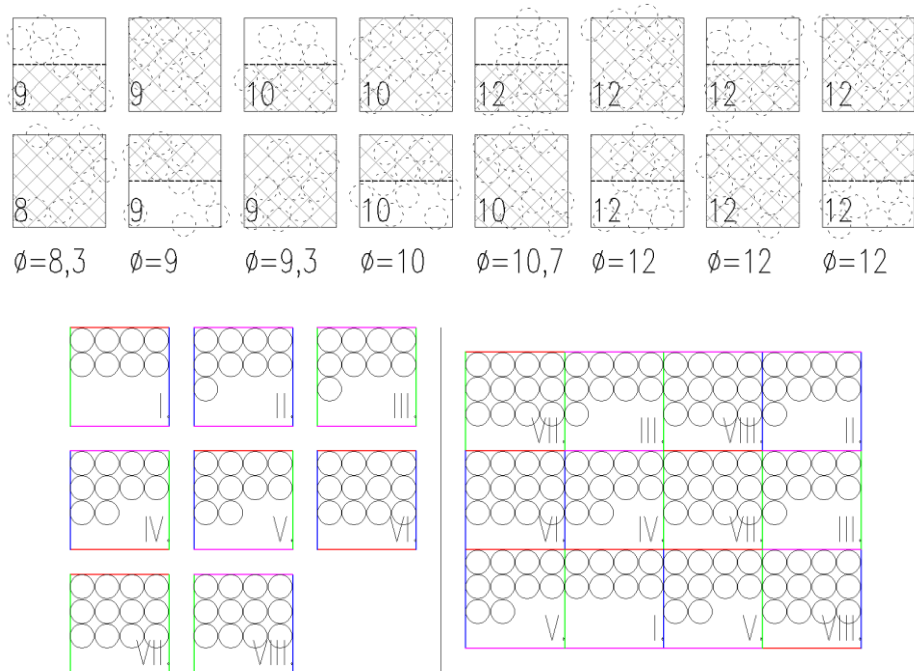 9 9 10 10 12 12 12 12
8 9 9 10 10 12 12 12
ø=8,3 ø=9 ø=9,3 ø=10 ø=10,7 ø=12 ø=12 ø=12
I. II. III.
IV. V. VI.
VII. VIII.
VII. III. VIII. II.
VI. IV. VII. III.
V. I. V. VIII.